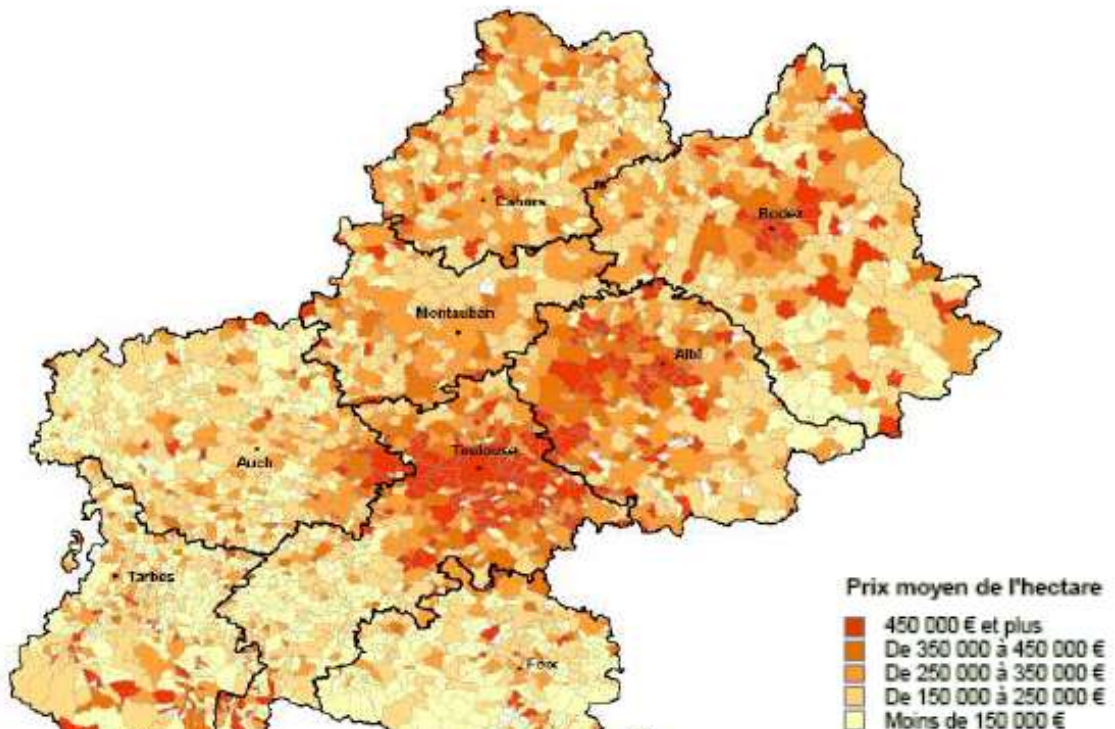 Cahors
Rodez
Montauban
Albi
Toulouse
Auch
Tarbes
Foix
Prix moyen de l'hectare
450 000 € et plus
De 350 000 à 450 000 €
De 250 000 à 350 000 €
De 150 000 à 250 000 €
Moins de 150 000 €